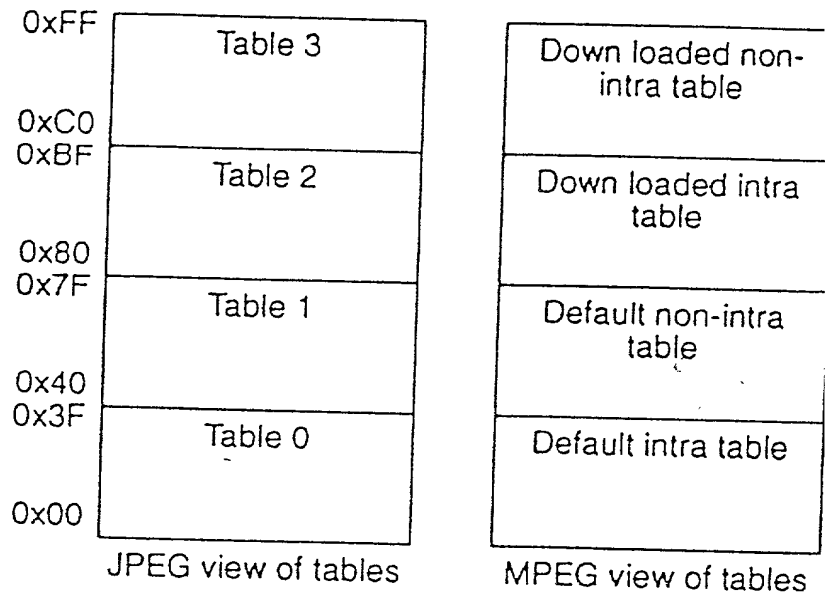 0xFF
Table 3
0xC0
0xBF
Table 2
0x80
0x7F
Table 1
0x40
0x3F
Table 0
0x00
JPEG view of tables
Down loaded non-
intra table
Down loaded intra
table
Default non-intra
table
Default intra table
MPEG view of tables